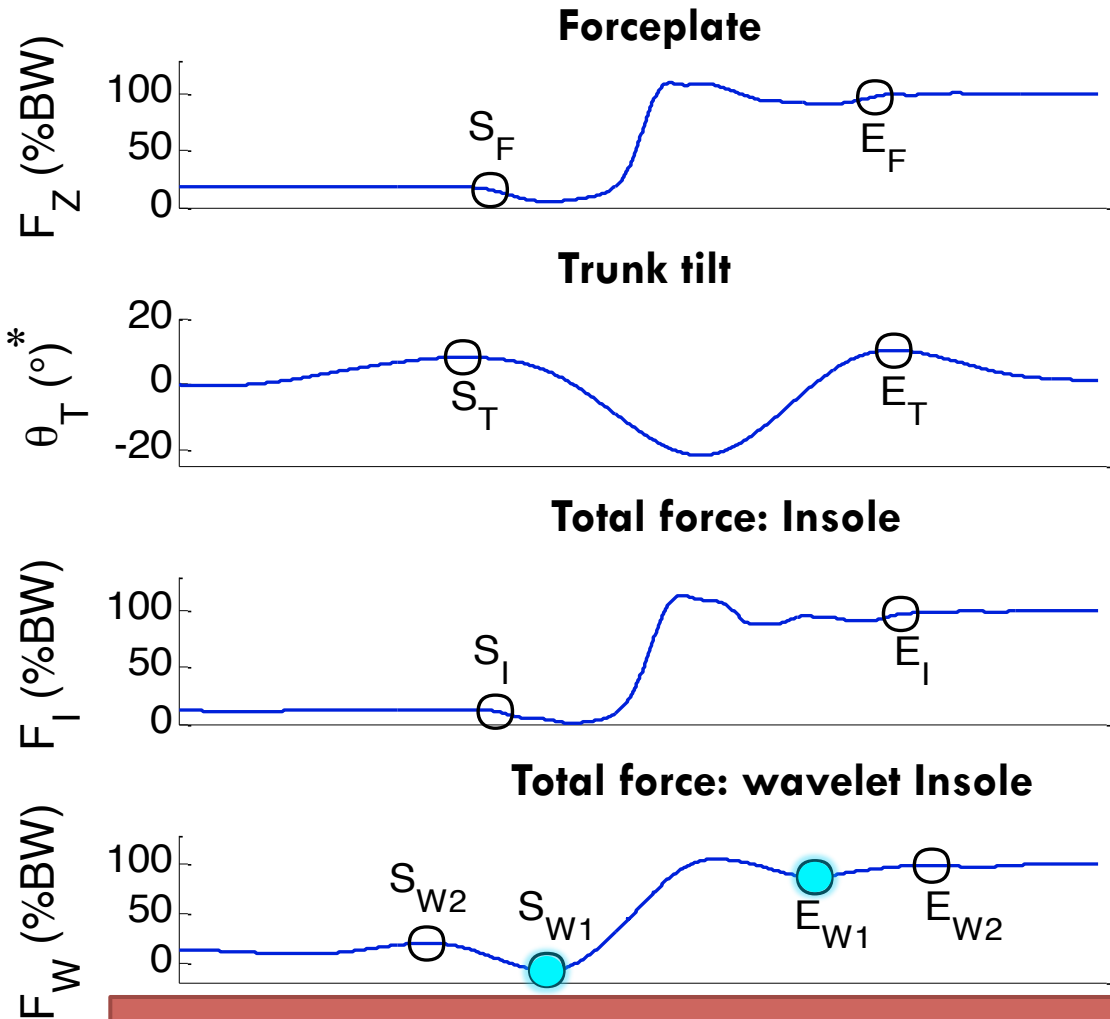 Forceplate
F_Z (%BW)
100
50
0
S_F
E_F
Trunk tilt
θ_T (°)*
20
0
-20
S_T
E_T
Total force: Insole
F_I (%BW)
100
50
0
S_I
E_I
Total force: wavelet Insole
F_W (%BW)
100
50
0
S_W2
S_W1
E_W1
E_W2